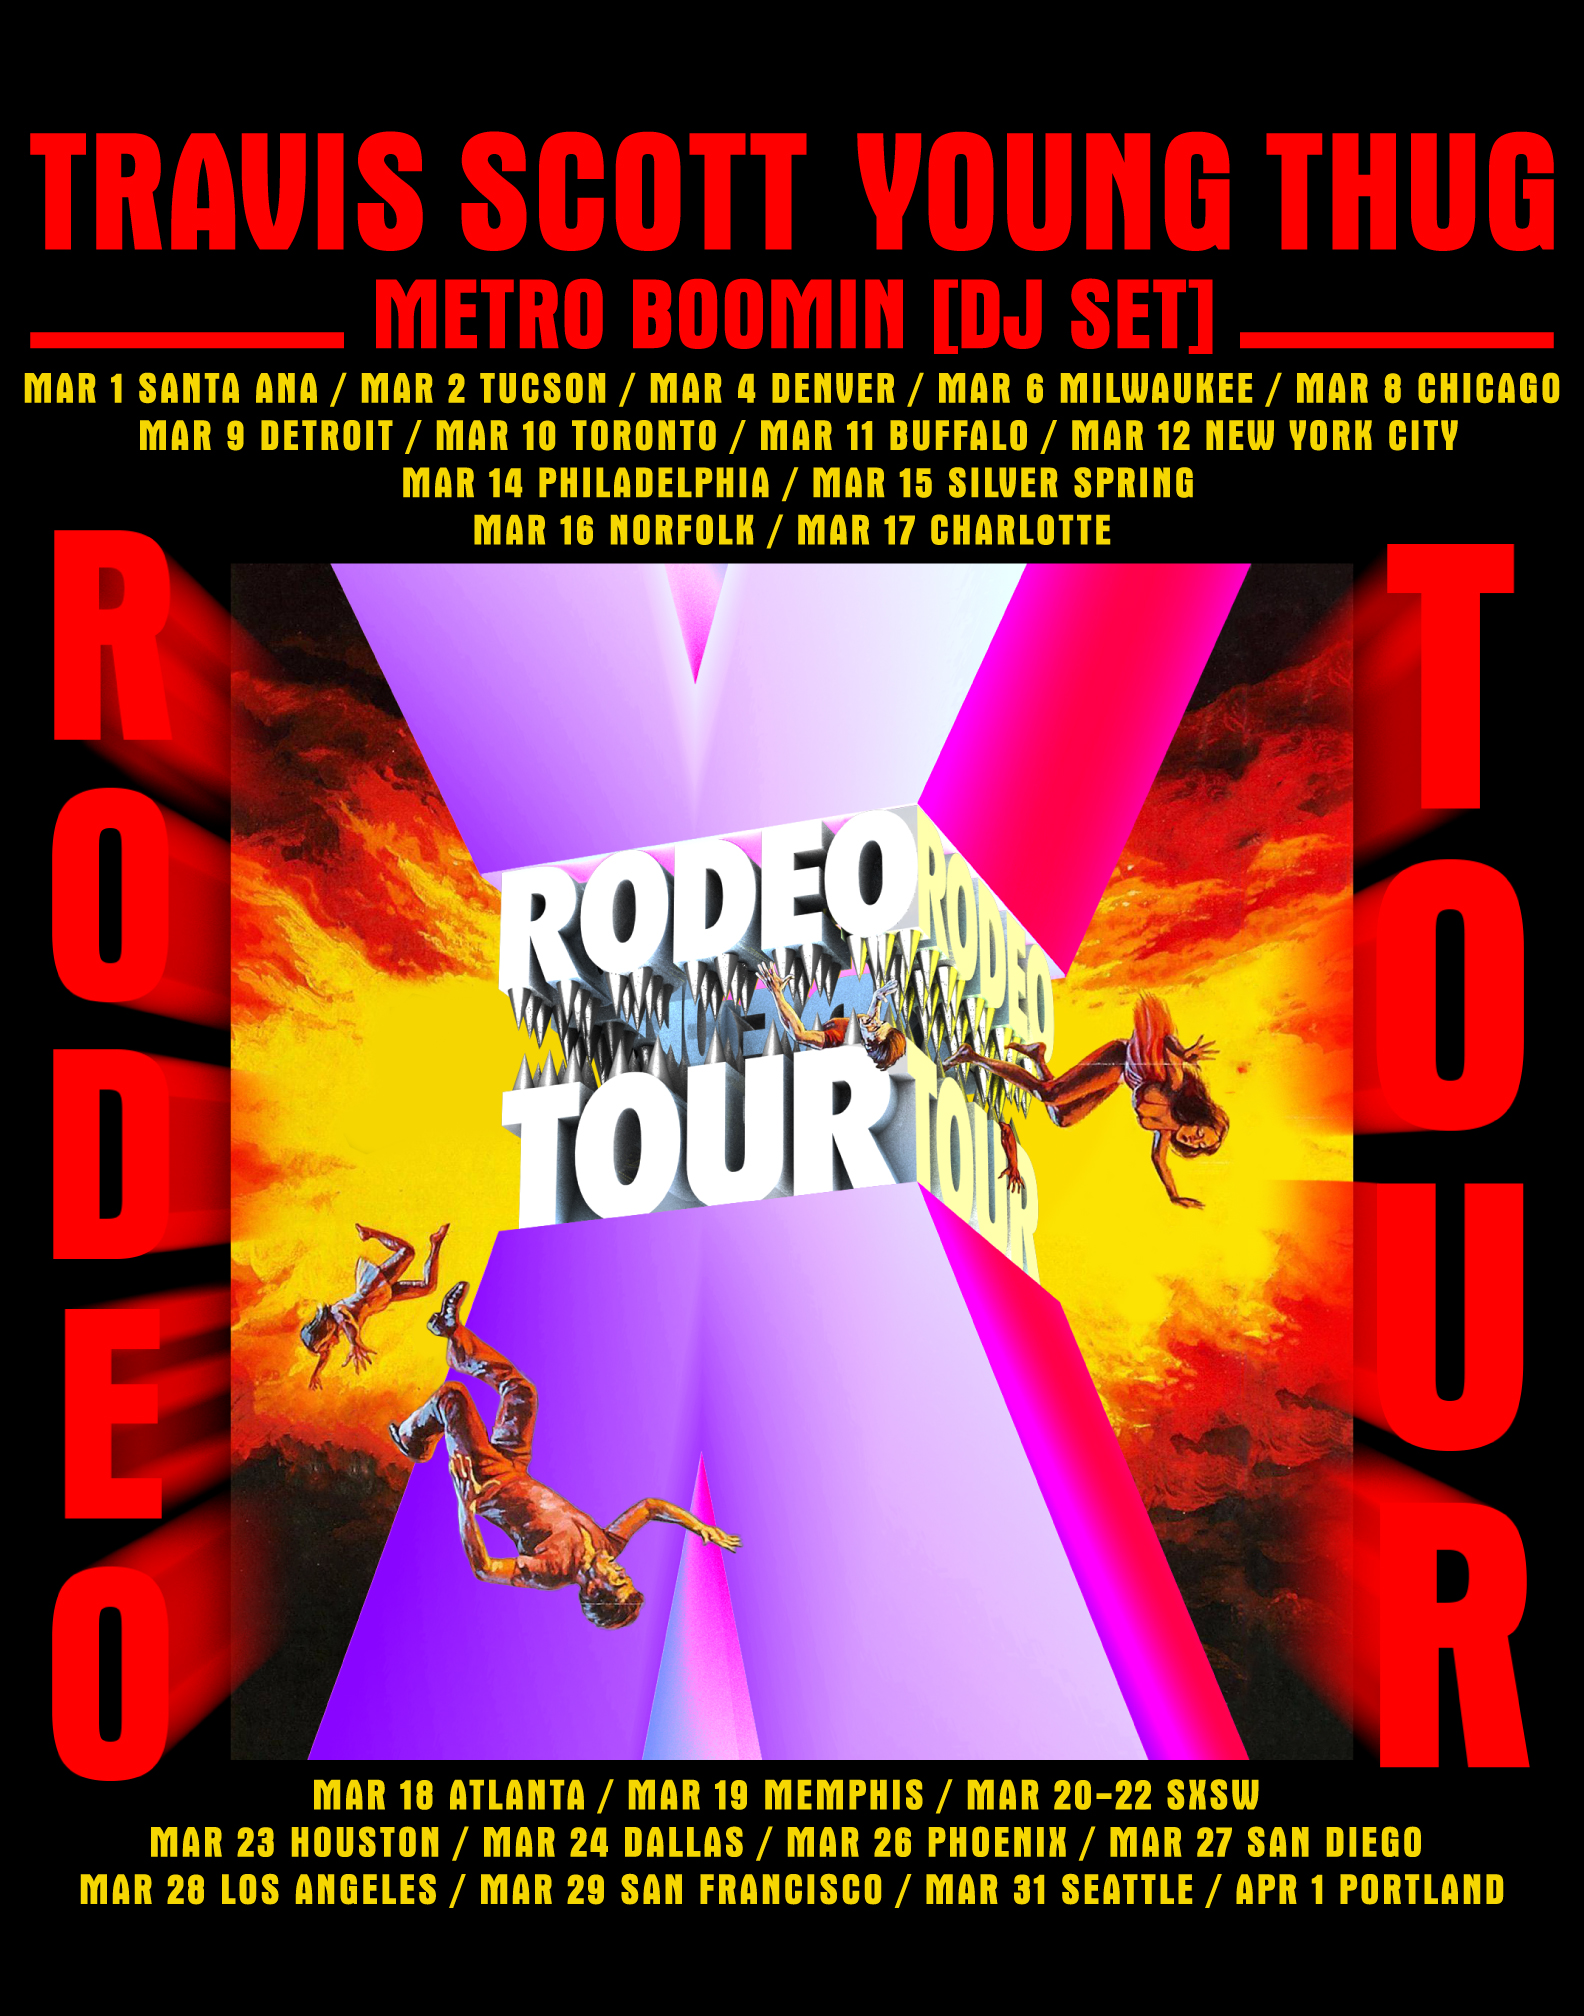 TRAVIS SCOTT YOUNG THUG
METRO BOOMIN [DJ SET]
MAR 1 SANTA ANA / MAR 2 TUCSON / MAR 4 DENVER / MAR 6 MILWAUKEE / MAR 8 CHICAGO
MAR 9 DETROIT / MAR 10 TORONTO / MAR 11 BUFFALO / MAR 12 NEW YORK CITY
MAR 14 PHILADELPHIA / MAR 15 SILVER SPRING
MAR 16 NORFOLK / MAR 17 CHARLOTTE
RODEO
TOUR
RODEO RODEO
TOUR TOUR
MAR 18 ATLANTA / MAR 19 MEMPHIS / MAR 20-22 SXSW
MAR 23 HOUSTON / MAR 24 DALLAS / MAR 26 PHOENIX / MAR 27 SAN DIEGO
MAR 28 LOS ANGELES / MAR 29 SAN FRANCISCO / MAR 31 SEATTLE / APR 1 PORTLAND